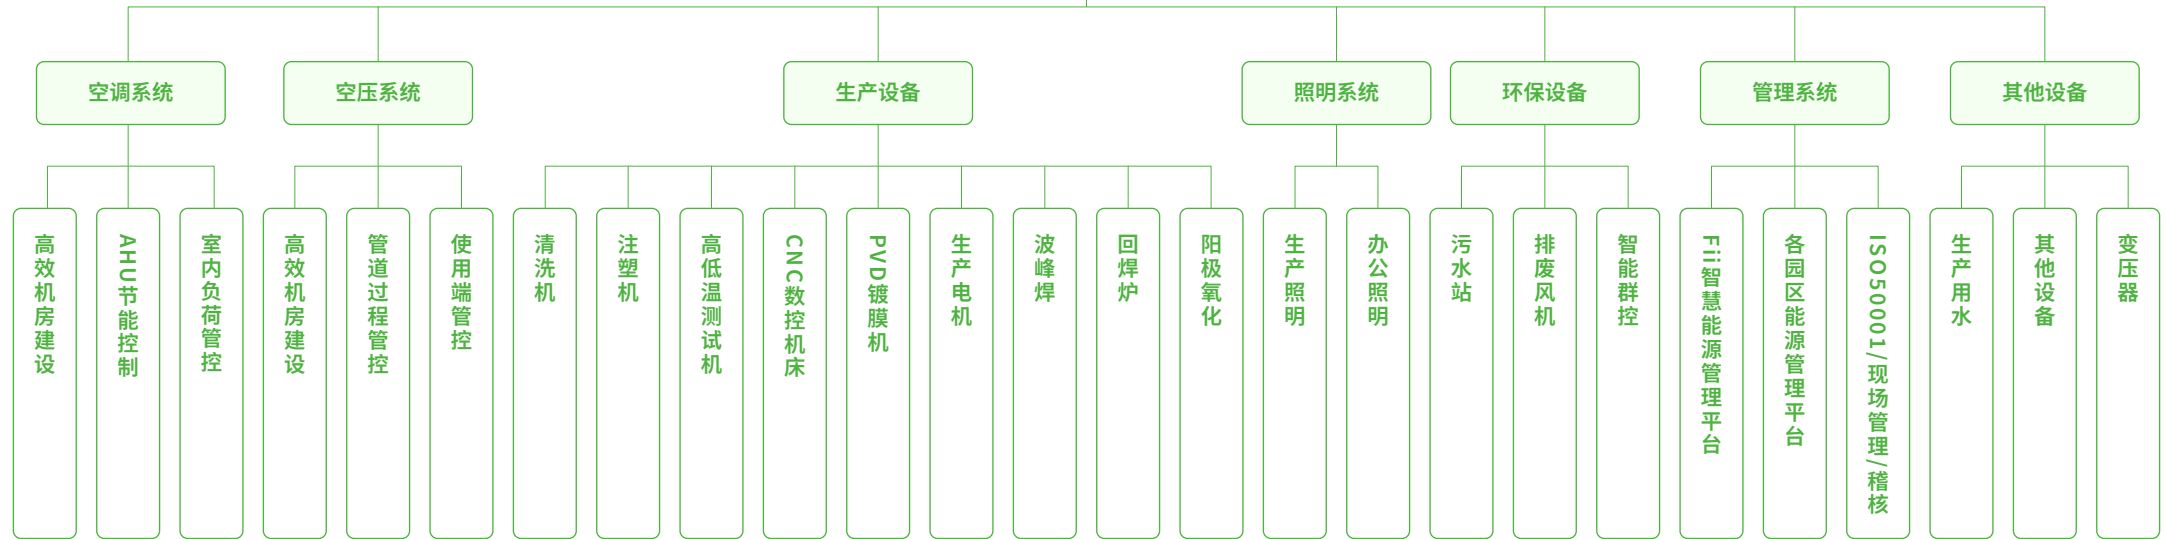 空调系统
空压系统
生产设备
照明系统
环保设备
管理系统
其他设备
高效机房建设
AHU节能控制
室内负荷管控
高效机房建设
管道过程管控
使用端管控
清洗机
注塑机
高低温测试机
CNC数控机床
PVD镀膜机
生产电机
波峰焊
回焊炉
阳极氧化
生产照明
办公照明
污水站
排废风机
智能群控
Fii智慧能源管理平台
各园区能源管理平台
ISO50001/现场管理/稽核
生产用水
其他设备
变压器